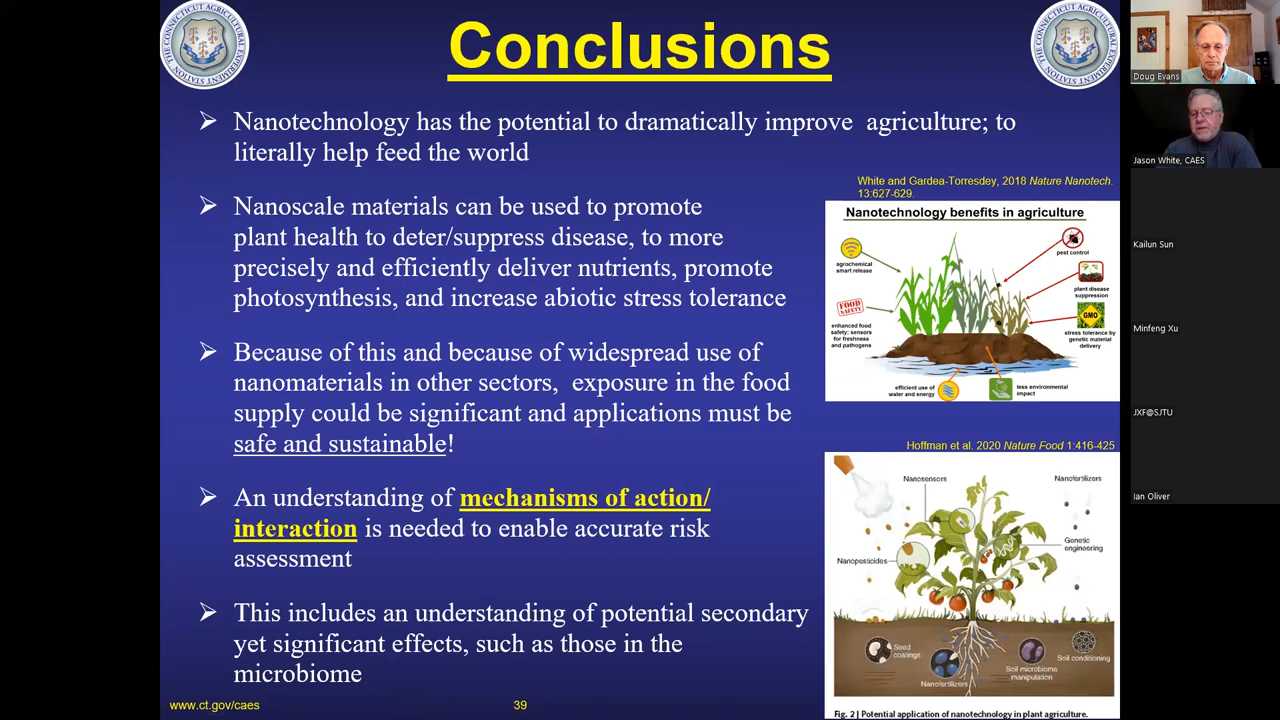 THE CONNECTICUT AGRICULTURAL EXPERIMENT STATION
Conclusions
THE CONNECTICUT AGRICULTURAL EXPERIMENT STATION
Nanotechnology has the potential to dramatically improve agriculture; to
literally help feed the world
Nanoscale materials can be used to promote
plant health to deter/suppress disease, to more
precisely and efficiently deliver nutrients, promote
photosynthesis, and increase abiotic stress tolerance
Because of this and because of widespread use of
nanomaterials in other sectors, exposure in the food
supply could be significant and applications must be
safe and sustainable!
An understanding of mechanisms of action/
interaction is needed to enable accurate risk
assessment
This includes an understanding of potential secondary
yet significant effects, such as those in the
microbiome
www.ct.gov/caes
39
White and Gardea-Torresdey, 2018 Nature Nanotech.
13:627-629.
Nanotechnology benefits in agriculture
agrochemical
smart release
pest control
plant disease
suppression
FOOD
SAFETY
enhanced food
safety: sensors
for freshness
and pathogens
GMO
stress tolerance by
genetic material
delivery
efficient use of
water and energy
less environmental
impact
Hoffman et al. 2020 Nature Food 1:416-425
Nanosensors
Nanofertilizers
Genetic
engineering
Nanopesticides
Seed
coatings
Nanofertilizers
Soil microbiome
manipulation
Soil conditioning
Fig. 2 | Potential application of nanotechnology in plant agriculture.
Doug Evans
Jason White, CAES
Kailun Sun
Minfeng Xu
JXF@SJTU
Ian Oliver